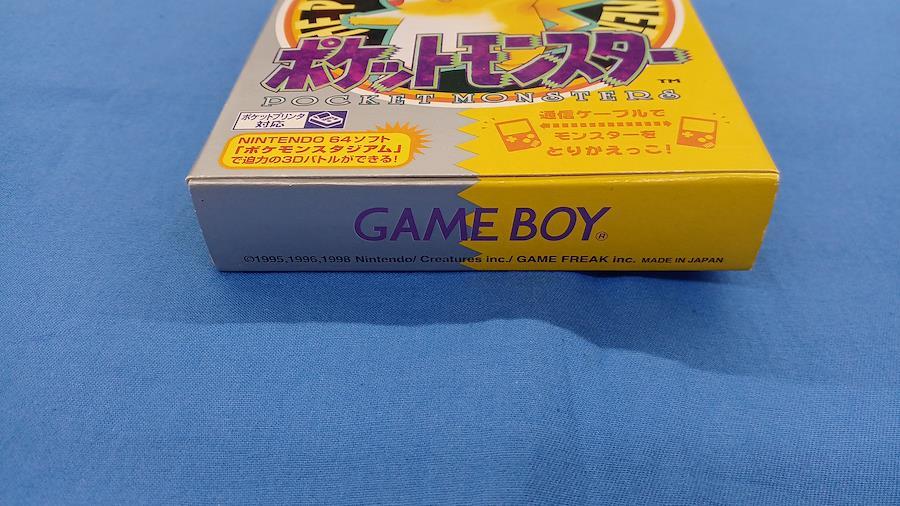 ポケットモンスター
TM
POCKET MONSTERS
ポケットプリンタ
対応
通信ケーブルで
モンスターを
とりかえっこ!
NINTENDO 64ソフト
「ポケモンスタジアム」
で迫力の3Dバトルができる!
GAME BOY®
©1995,1996,1998 Nintendo/ Creatures inc./ GAME FREAK inc. MADE IN JAPAN